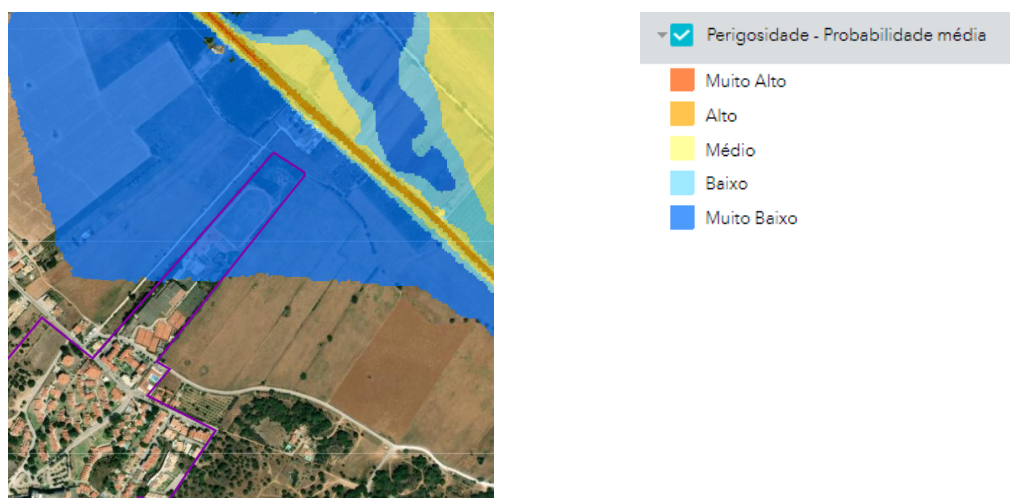 Perigosidade - Probabilidade média
Muito Alto
Alto
Médio
Baixo
Muito Baixo